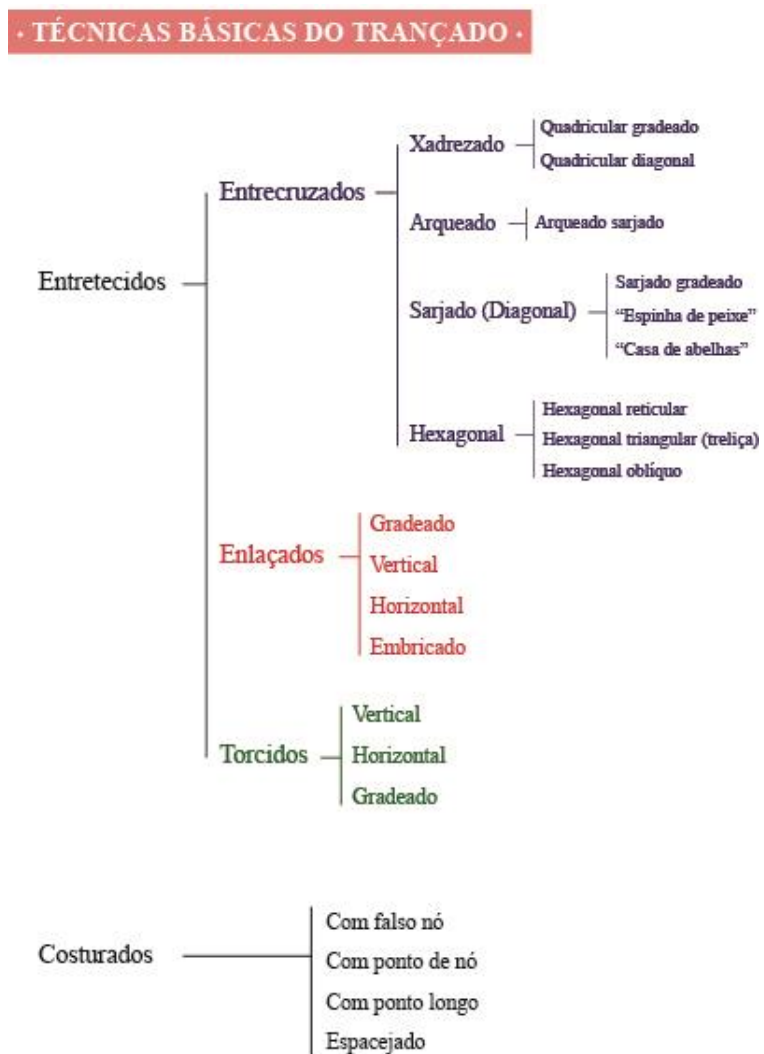 · TÉCNICAS BÁSICAS DO TRANÇADO ·
Entretecidos
Entrecruzados
Xadrezado
Quadricular gradeado
Quadricular diagonal
Arqueado
Arqueado sarjado
Sarjado (Diagonal)
Sarjado gradeado
“Espinha de peixe”
“Casa de abelhas”
Hexagonal
Hexagonal reticular
Hexagonal triangular (treliça)
Hexagonal oblíquo
Enlaçados
Gradeado
Vertical
Horizontal
Embricado
Torcidos
Vertical
Horizontal
Gradeado
Costurados
Com falso nó
Com ponto de nó
Com ponto longo
Espacejado